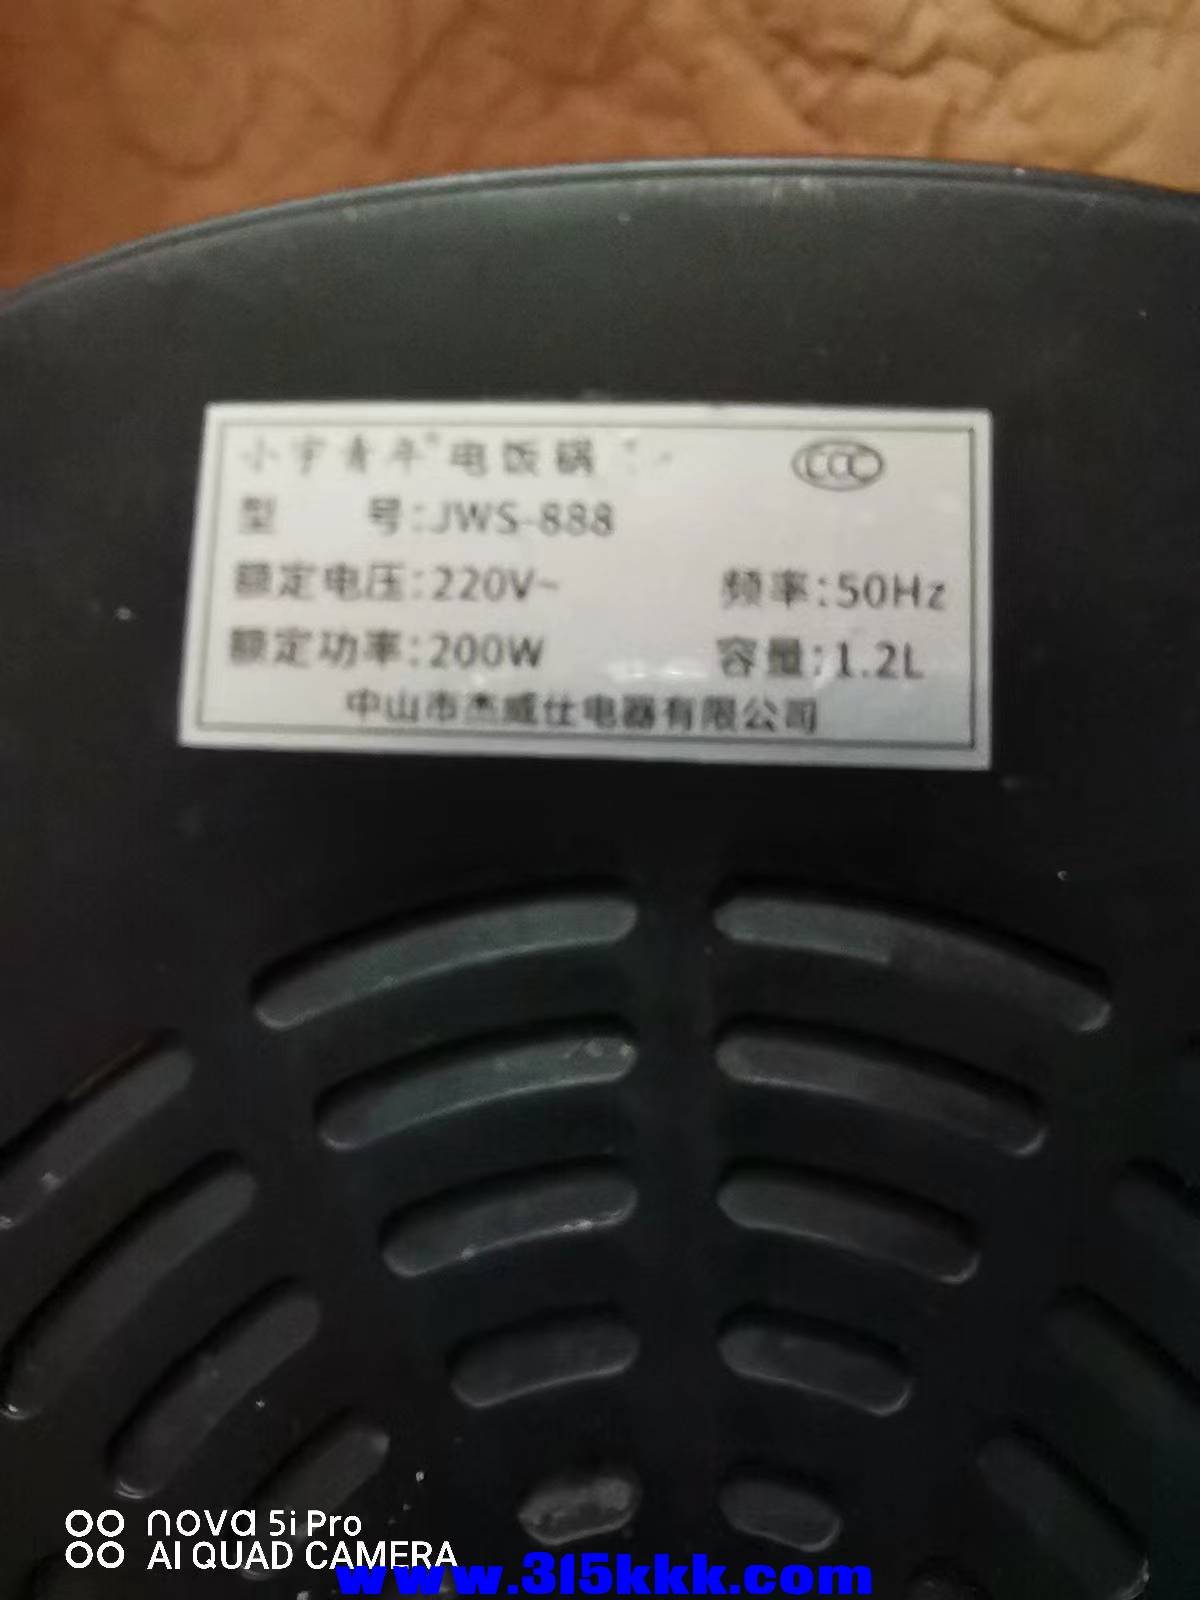 小宇青年® 电饭锅
CCC
型 号:JWS-888
额定电压:220V~ 频率:50Hz
额定功率:200W 容量:1.2L
中山市杰威仕电器有限公司
nova 5i Pro
AI QUAD CAMERA
www.315kkk.com